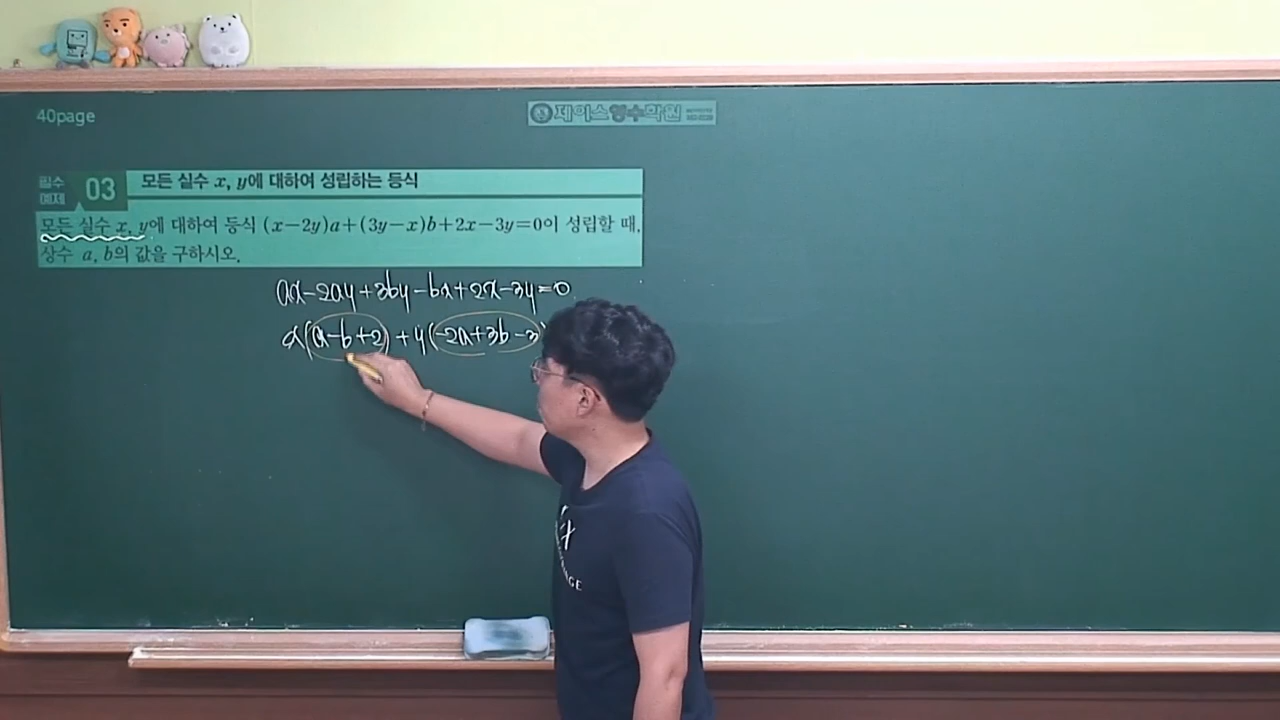 40page
제이스영수학원
필수 예제 03 모든 실수 x, y에 대하여 성립하는 등식
모든 실수 x, y에 대하여 등식 (x-2y)a+(3y-x)b+2x-3y=0이 성립할 때,
상수 a, b의 값을 구하시오.
ax-2ay+3by-bx+2x-3y=0
x(a-b+2)+y(-2a+3b-3)